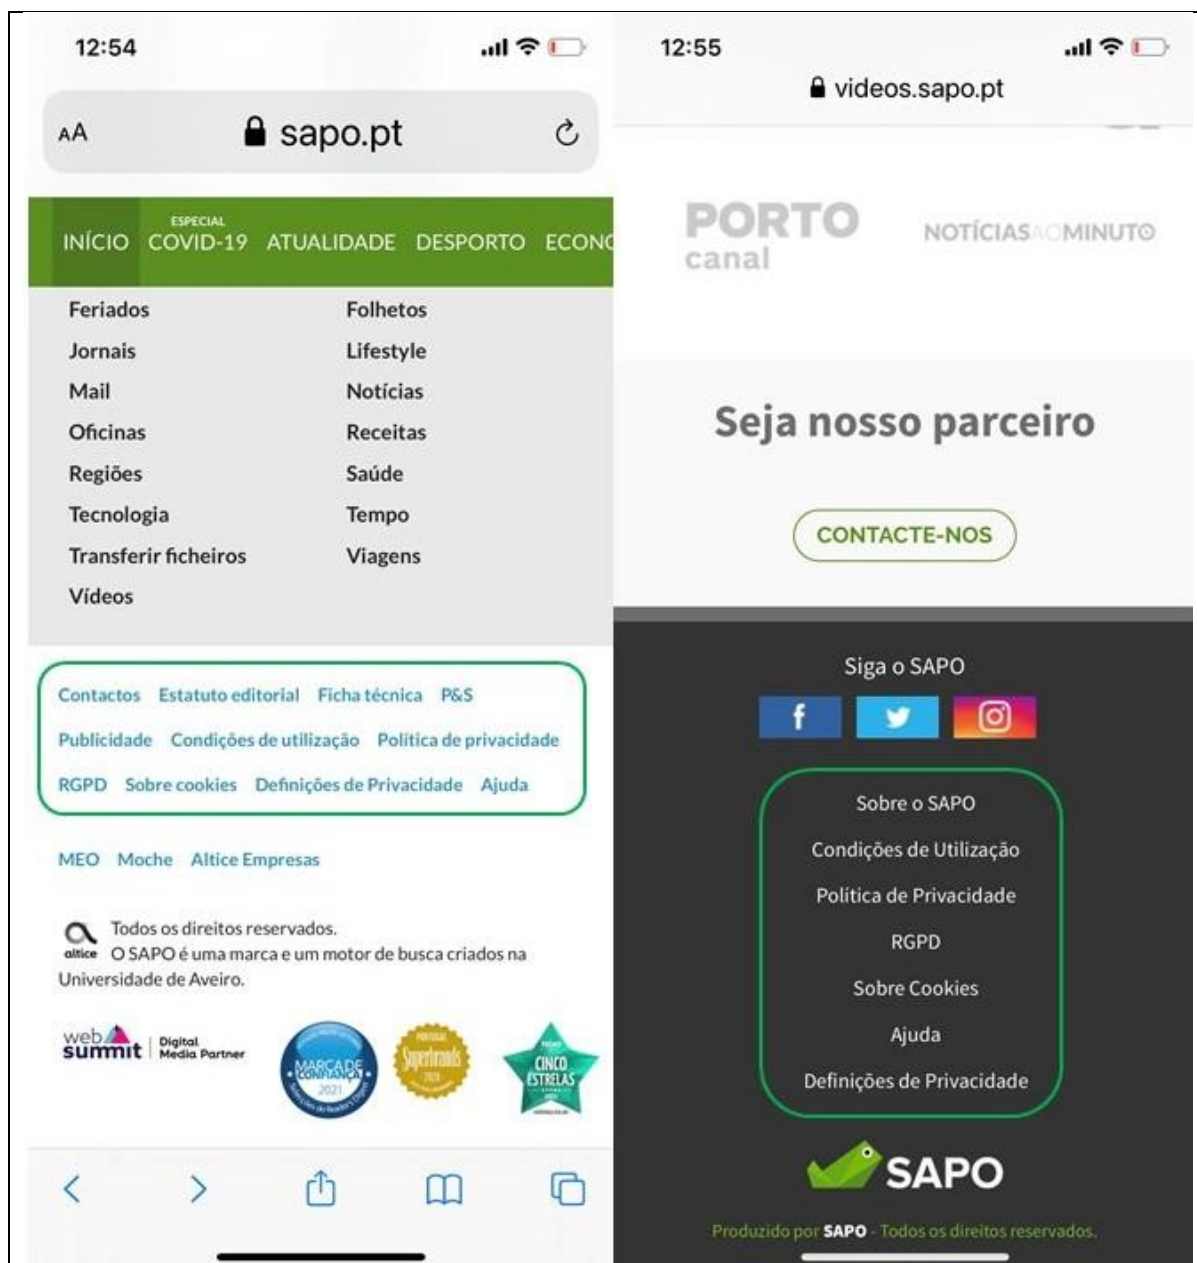 12:54
AA sapo.pt
INÍCIO ESPECIAL COVID-19 ATUALIDADE DESPORTO ECONO
Feriados Folhetos
Jornais Lifestyle
Mail Notícias
Oficinas Receitas
Regiões Saúde
Tecnologia Tempo
Transferir ficheiros Viagens
Vídeos
Contactos Estatuto editorial Ficha técnica P&S
Publicidade Condições de utilização Política de privacidade
RGPD Sobre cookies Definições de Privacidade Ajuda
MEO Moche Altice Empresas
altice Todos os direitos reservados.
O SAPO é uma marca e um motor de busca criados na
Universidade de Aveiro.
web summit Digital Media Partner
MARCA DE CONFIANÇA 2021
PORTUGAL Superbrands 2021
PRÉMIO CINCO ESTRELAS
12:55
videos.sapo.pt
PORTO canal
NOTÍCIAS AO MINUTO
Seja nosso parceiro
CONTACTE-NOS
Siga o SAPO
Sobre o SAPO
Condições de Utilização
Política de Privacidade
RGPD
Sobre Cookies
Ajuda
Definições de Privacidade
SAPO
Produzido por SAPO - Todos os direitos reservados.